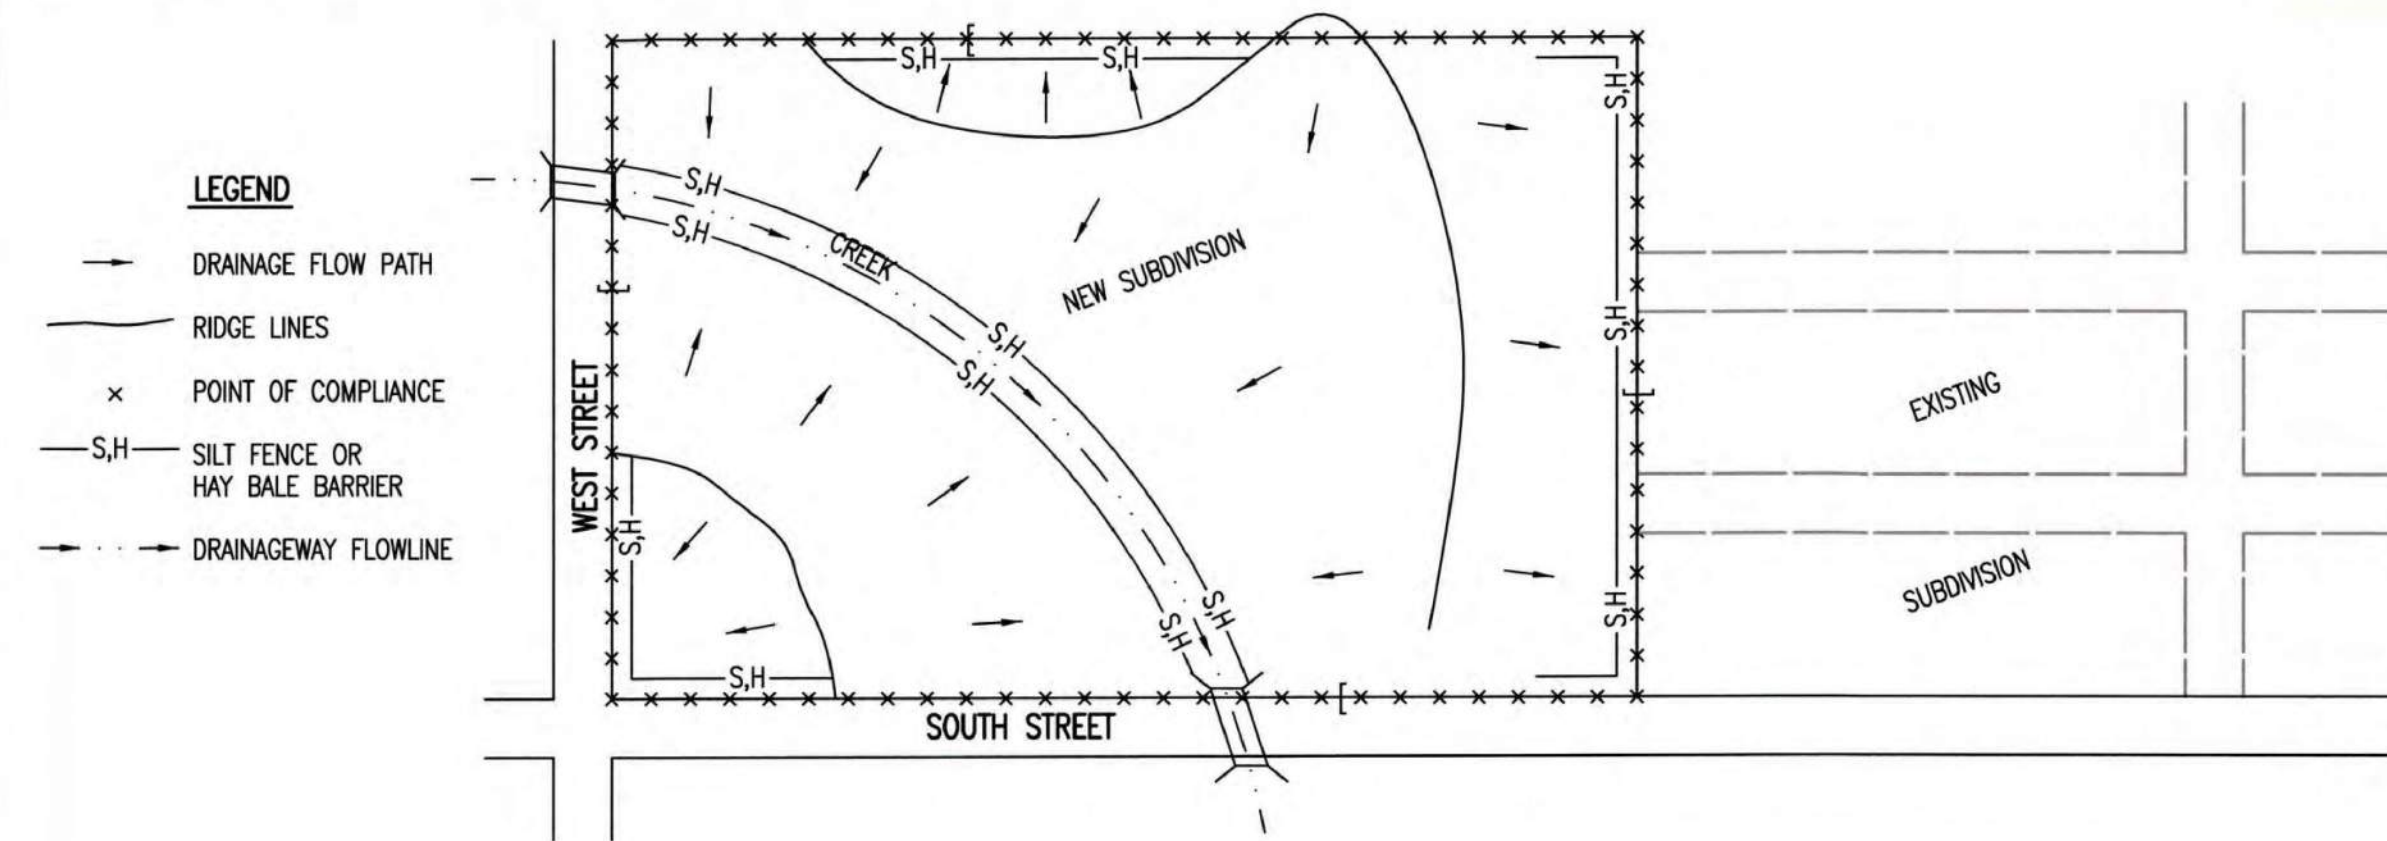 LEGEND
DRAINAGE FLOW PATH
RIDGE LINES
× POINT OF COMPLIANCE
S,H SILT FENCE OR
HAY BALE BARRIER
DRAINAGEWAY FLOWLINE
S,H
S,H
S,H
S,H
S,H
CREEK
NEW SUBDIVISION
S,H
S,H
S,H
S,H
S,H
S,H
S,H
S,H
S,H
WEST STREET
SOUTH STREET
EXISTING
SUBDIVISION